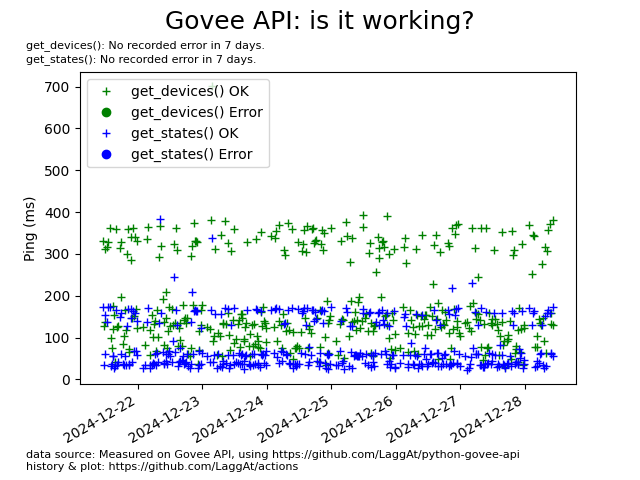 Govee API: is it working?
get_devices(): No recorded error in 7 days.
get_states(): No recorded error in 7 days.
get_devices() OK
get_devices() Error
get_states() OK
get_states() Error
Ping (ms)
700
600
500
400
300
200
100
0
2024-12-22
2024-12-23
2024-12-24
2024-12-25
2024-12-26
2024-12-27
2024-12-28
data source: Measured on Govee API, using https://github.com/LaggAt/python-govee-api
history & plot: https://github.com/LaggAt/actions